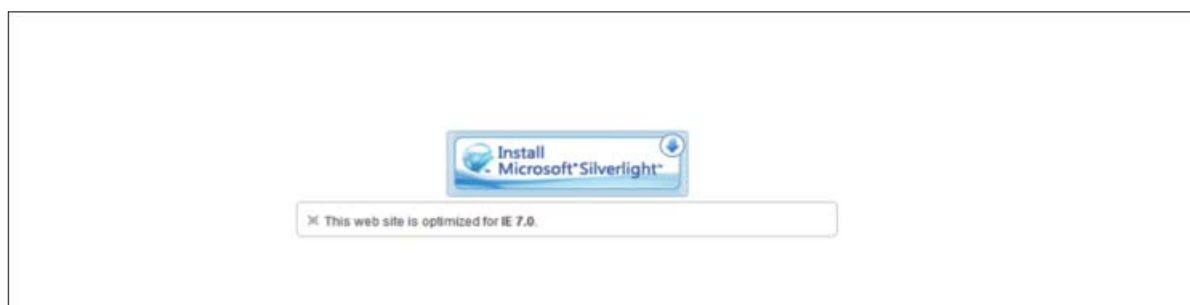 Install
Microsoft® Silverlight™
This web site is optimized for IE 7.0.